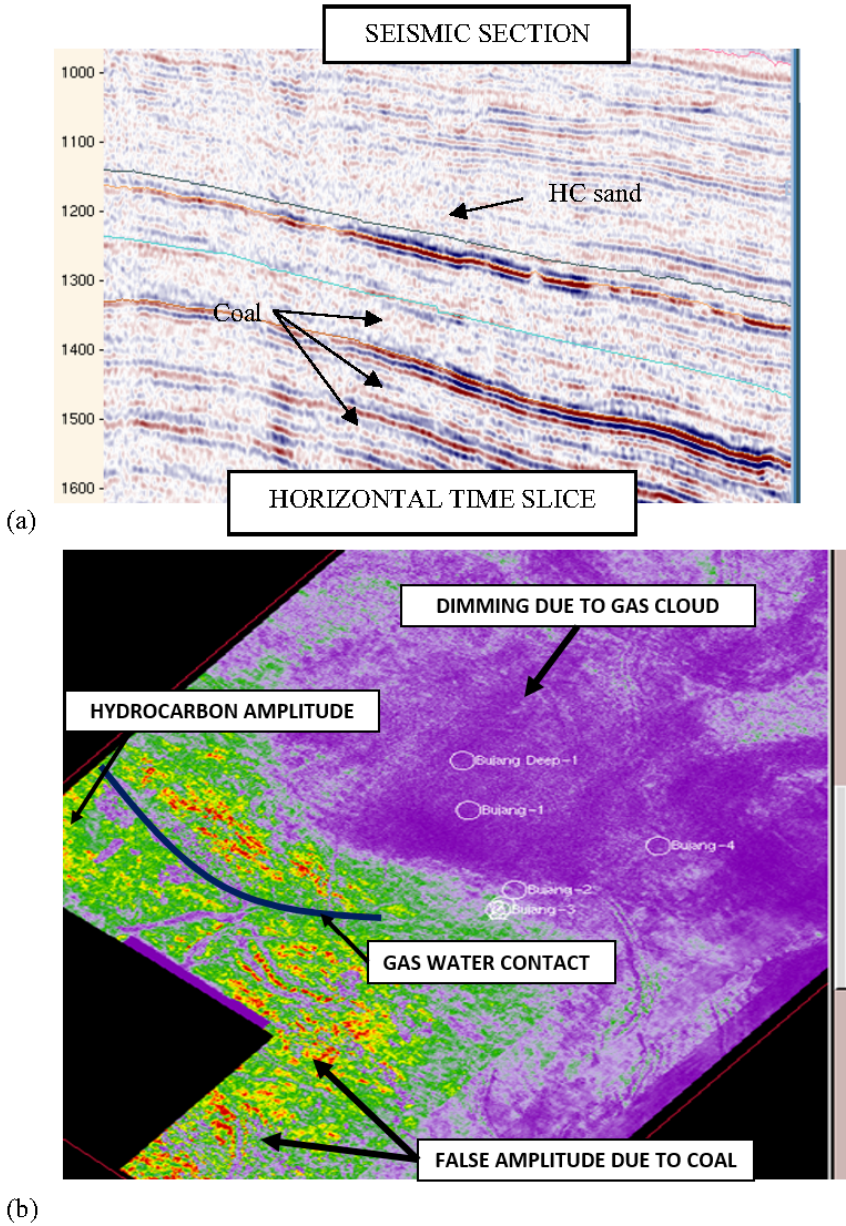 SEISMIC SECTION
1000
1100
HC sand
1200
1300
Coal
1400
1500
HORIZONTAL TIME SLICE
1600
(a)
DIMMING DUE TO GAS CLOUD
HYDROCARBON AMPLITUDE
Bujang Deep-1
Bujang-1
Bujang-4
Bujang-2
Bujang-3
GAS WATER CONTACT
FALSE AMPLITUDE DUE TO COAL
(b)